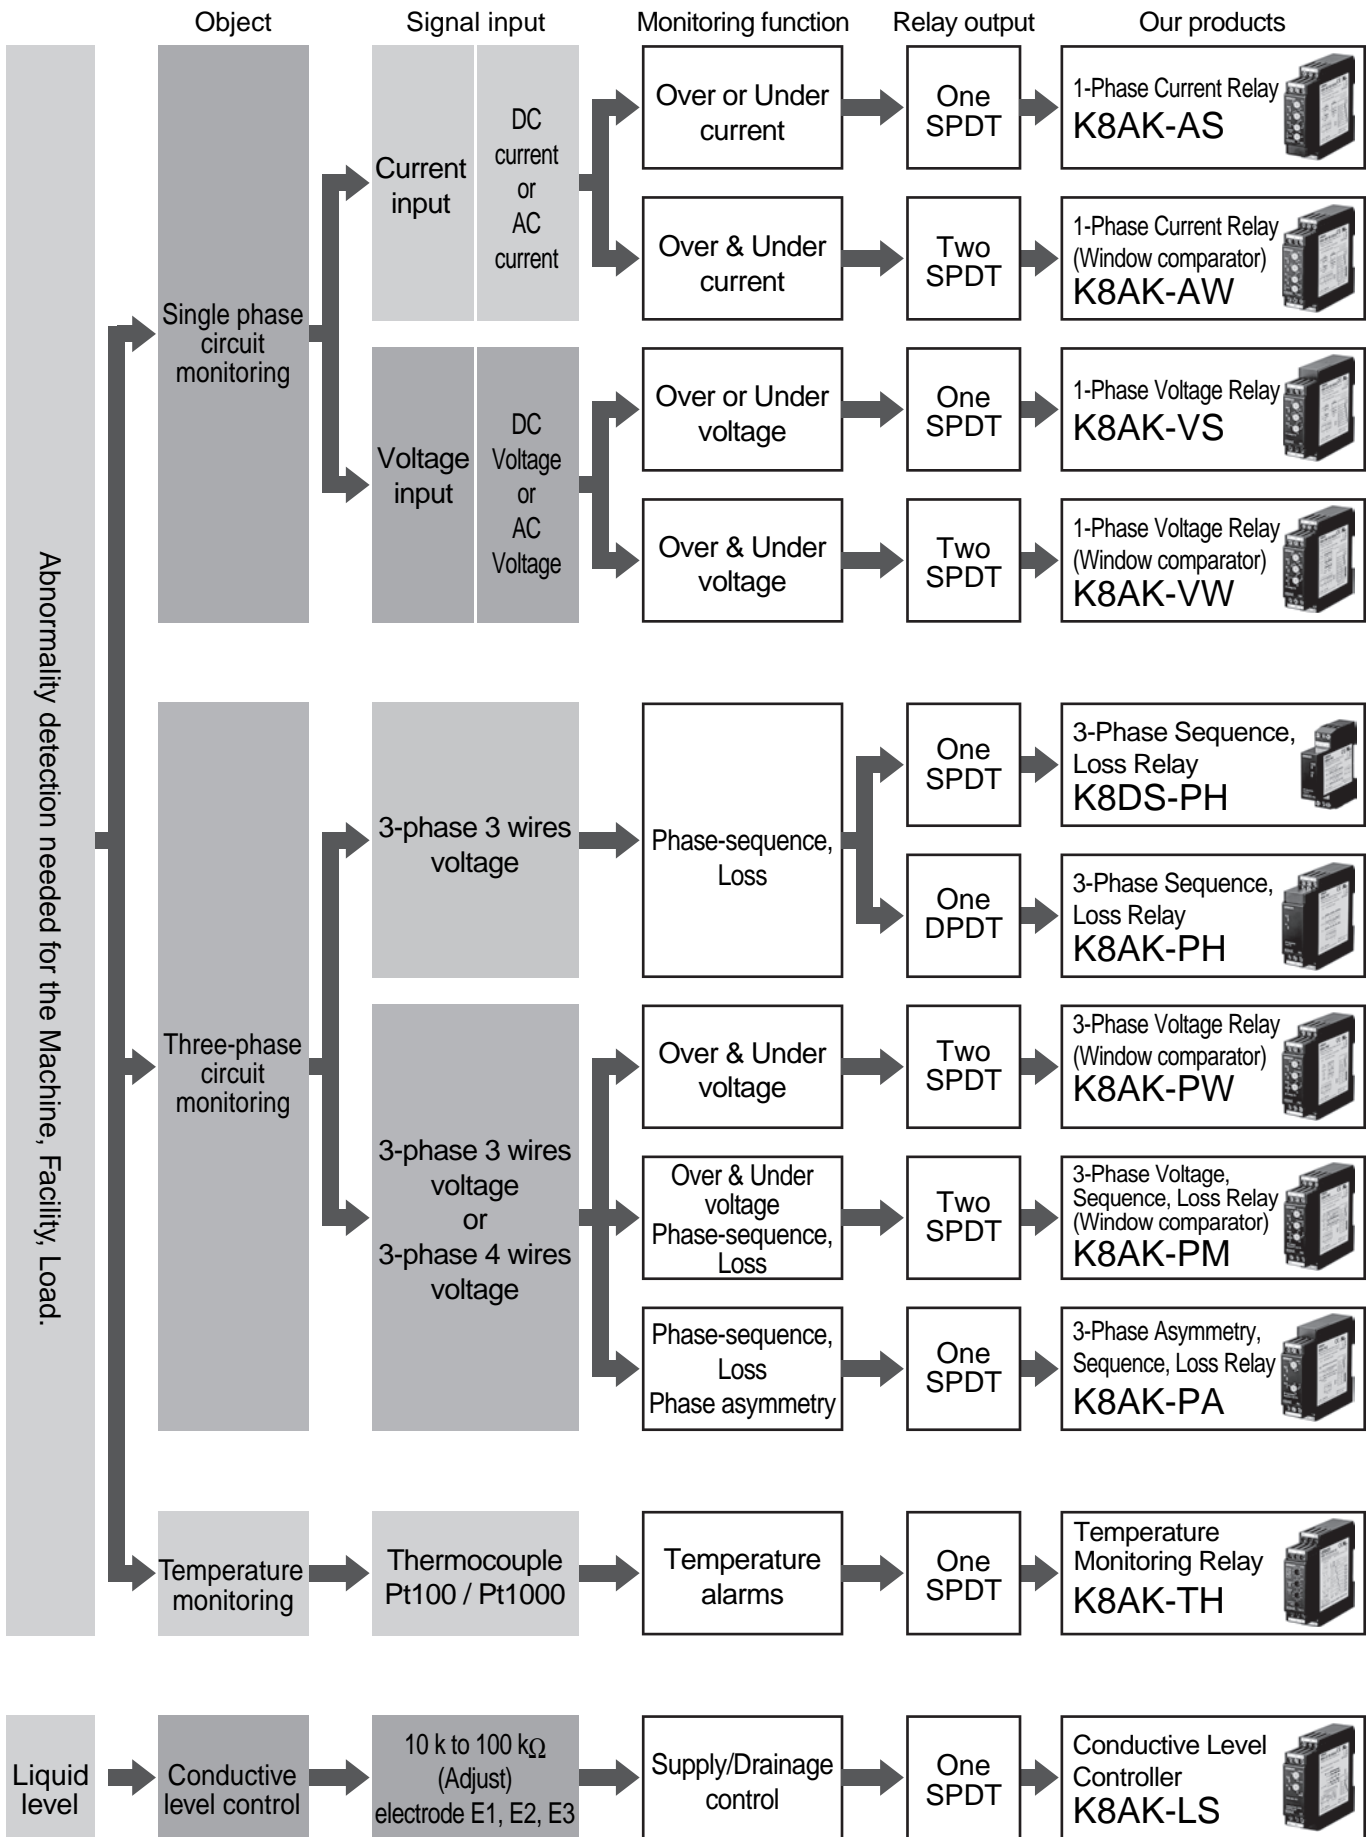 Object
Signal input
Monitoring function
Relay output
Our products
Abnormality detection needed for the Machine, Facility, Load.
Single phase
circuit
monitoring
Current
input
DC
current
or
AC
current
Over or Under
current
One
SPDT
1-Phase Current Relay
K8AK-AS
Over & Under
current
Two
SPDT
1-Phase Current Relay
(Window comparator)
K8AK-AW
Voltage
input
DC
Voltage
or
AC
Voltage
Over or Under
voltage
One
SPDT
1-Phase Voltage Relay
K8AK-VS
Over & Under
voltage
Two
SPDT
1-Phase Voltage Relay
(Window comparator)
K8AK-VW
Three-phase
circuit
monitoring
3-phase 3 wires
voltage
Phase-sequence,
Loss
One
SPDT
3-Phase Sequence,
Loss Relay
K8DS-PH
One
DPDT
3-Phase Sequence,
Loss Relay
K8AK-PH
3-phase 3 wires
voltage
or
3-phase 4 wires
voltage
Over & Under
voltage
Two
SPDT
3-Phase Voltage Relay
(Window comparator)
K8AK-PW
Over & Under
voltage
Phase-sequence,
Loss
Two
SPDT
3-Phase Voltage,
Sequence, Loss Relay
(Window comparator)
K8AK-PM
Phase-sequence,
Loss
Phase asymmetry
One
SPDT
3-Phase Asymmetry,
Sequence, Loss Relay
K8AK-PA
Temperature
monitoring
Thermocouple
Pt100 / Pt1000
Temperature
alarms
One
SPDT
Temperature
Monitoring Relay
K8AK-TH
Liquid
level
Conductive
level control
10 k to 100 kΩ
(Adjust)
electrode E1, E2, E3
Supply/Drainage
control
One
SPDT
Conductive Level
Controller
K8AK-LS